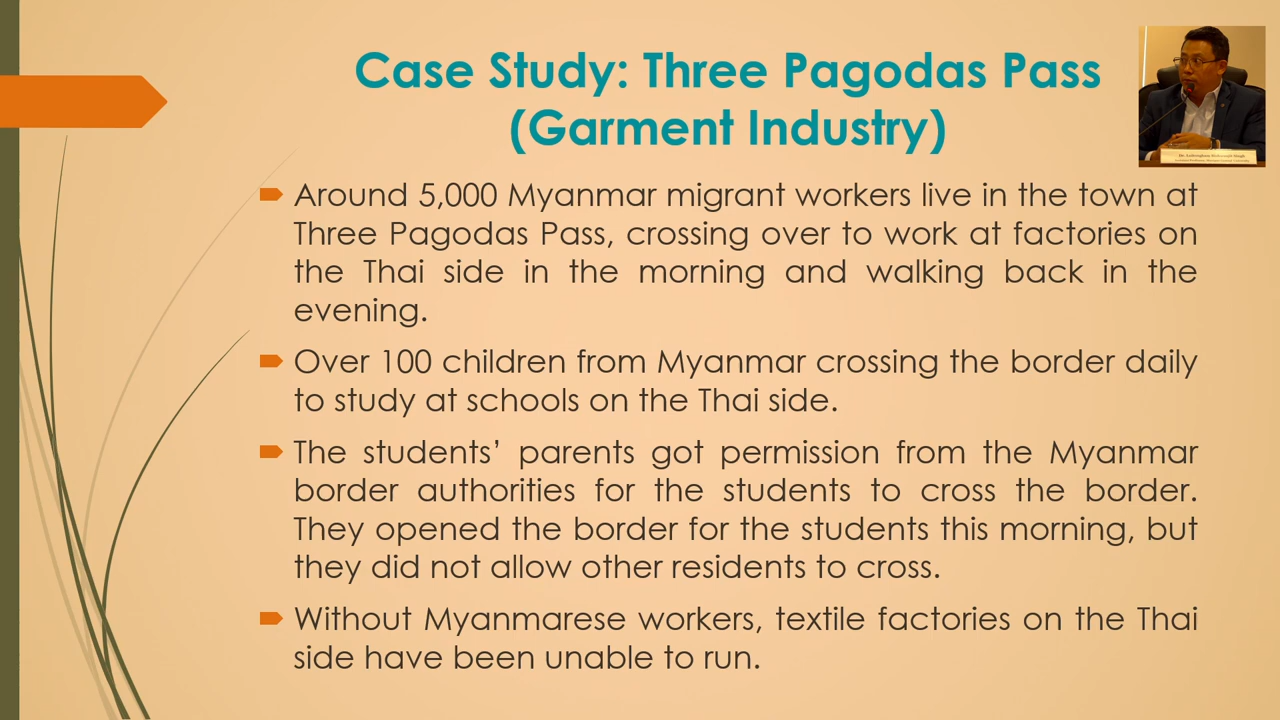 Case Study: Three Pagodas Pass
(Garment Industry)
Around 5,000 Myanmar migrant workers live in the town at
Three Pagodas Pass, crossing over to work at factories on
the Thai side in the morning and walking back in the
evening.
Over 100 children from Myanmar crossing the border daily
to study at schools on the Thai side.
The students’ parents got permission from the Myanmar
border authorities for the students to cross the border.
They opened the border for the students this morning, but
they did not allow other residents to cross.
Without Myanmarese workers, textile factories on the Thai
side have been unable to run.